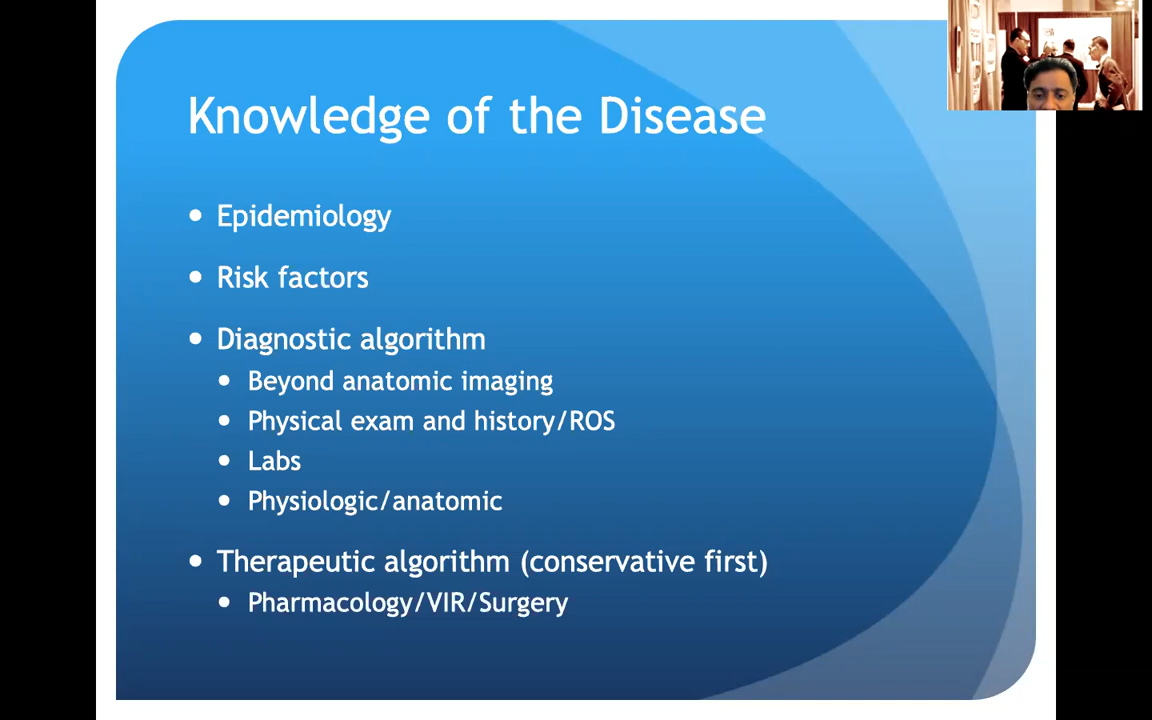 Knowledge of the Disease
Epidemiology
Risk factors
Diagnostic algorithm
Beyond anatomic imaging
Physical exam and history/ROS
Labs
Physiologic/anatomic
Therapeutic algorithm (conservative first)
Pharmacology/VIR/Surgery